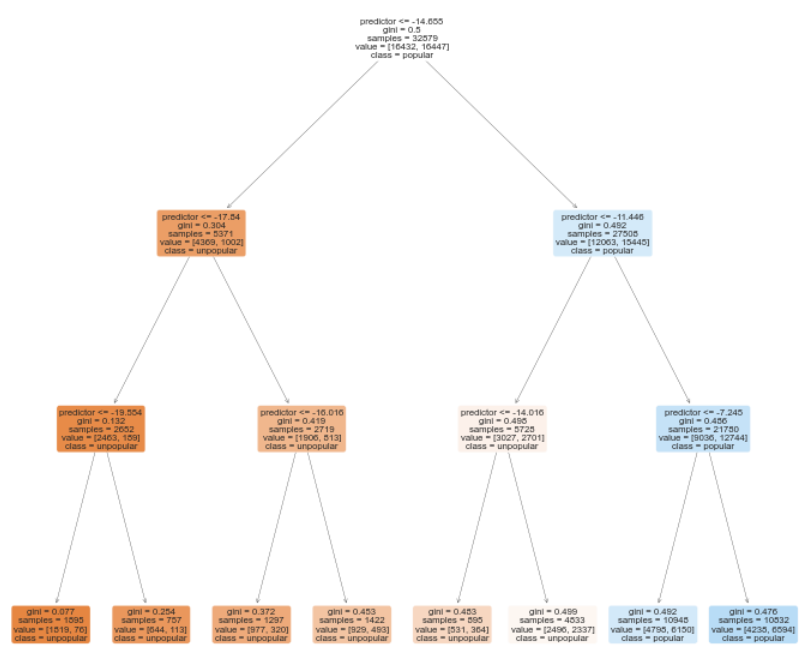 predictor <= -14.655
gini = 0.5
samples = 32879
value = [16432, 16447]
class = popular
predictor <= -17.84
gini = 0.304
samples = 5371
value = [4369, 1002]
class = unpopular
predictor <= -11.446
gini = 0.492
samples = 27508
value = [12063, 15445]
class = popular
predictor <= -19.554
gini = 0.132
samples = 2652
value = [2463, 189]
class = unpopular
predictor <= -16.016
gini = 0.419
samples = 2719
value = [1906, 813]
class = unpopular
predictor <= -14.016
gini = 0.498
samples = 5728
value = [3027, 2701]
class = unpopular
predictor <= -7.245
gini = 0.486
samples = 21780
value = [9036, 12744]
class = popular
gini = 0.077
samples = 1895
value = [1819, 76]
class = unpopular
gini = 0.254
samples = 757
value = [644, 113]
class = unpopular
gini = 0.372
samples = 1297
value = [977, 320]
class = unpopular
gini = 0.453
samples = 1422
value = [929, 493]
class = unpopular
gini = 0.483
samples = 895
value = [531, 364]
class = unpopular
gini = 0.499
samples = 4833
value = [2496, 2337]
class = unpopular
gini = 0.492
samples = 10948
value = [4798, 6150]
class = popular
gini = 0.476
samples = 10832
value = [4238, 6594]
class = popular